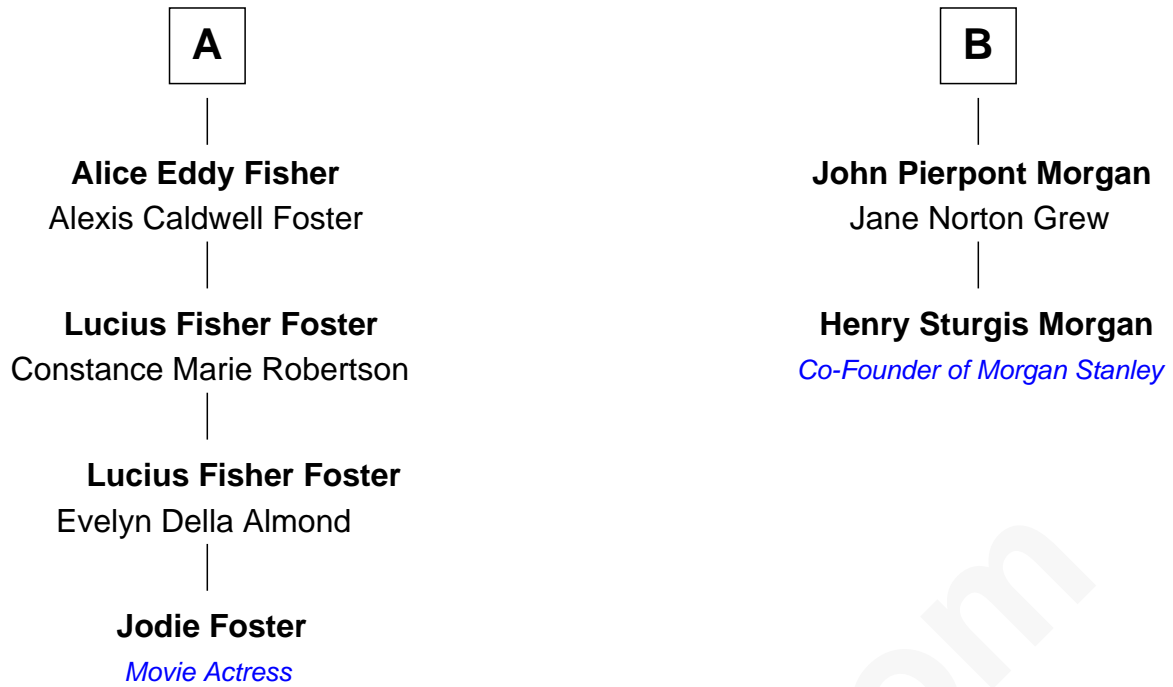 A
Alice Eddy Fisher
Alexis Caldwell Foster
Lucius Fisher Foster
Constance Marie Robertson
Lucius Fisher Foster
Evelyn Della Almond
Jodie Foster
Movie Actress
B
John Pierpont Morgan
Jane Norton Grew
Henry Sturgis Morgan
Co-Founder of Morgan Stanley
om